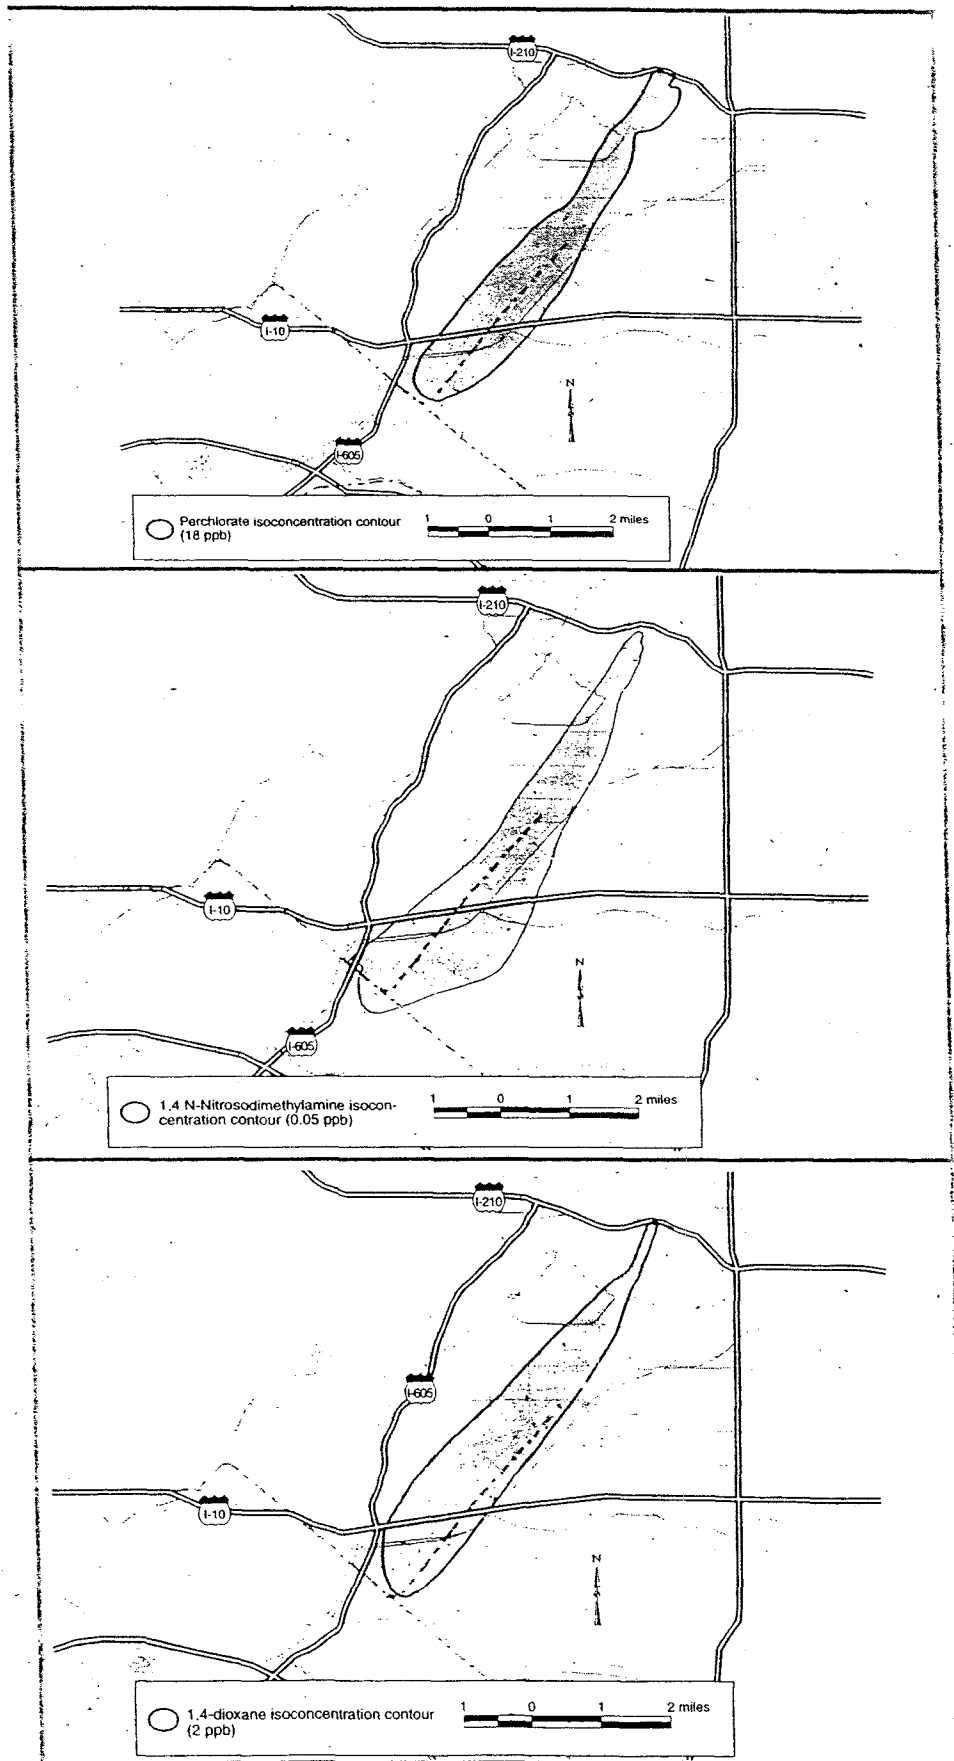 I-210
I-10
N
I-605
Perchlorate isoconcentration contour
(18 ppb)
1 0 1 2 miles
I-210
I-10
N
I-605
1,4 N-Nitrosodimethylamine isocon-
centration contour (0.05 ppb)
1 0 1 2 miles
I-210
I-605
I-10
N
1,4-dioxane isoconcentration contour
(2 ppb)
1 0 1 2 miles